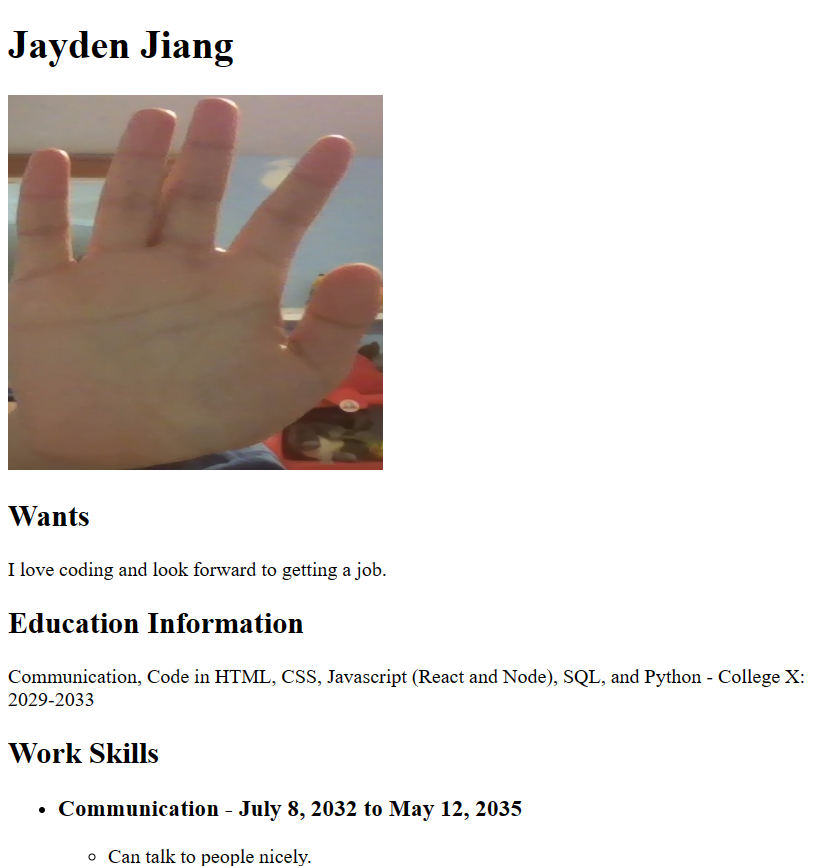 Jayden Jiang
Wants
I love coding and look forward to getting a job.
Education Information
Communication, Code in HTML, CSS, Javascript (React and Node), SQL, and Python - College X:
2029-2033
Work Skills
Communication - July 8, 2032 to May 12, 2035
Can talk to people nicely.